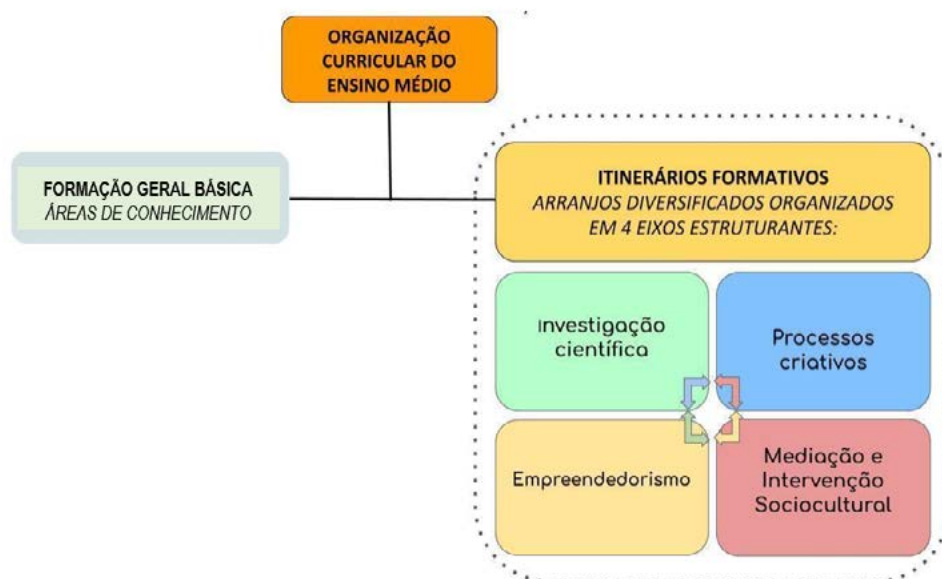 ORGANIZAÇÃO
CURRICULAR DO
ENSINO MÉDIO
FORMAÇÃO GERAL BÁSICA
ÁREAS DE CONHECIMENTO
ITINERÁRIOS FORMATIVOS
ARRANJOS DIVERSIFICADOS ORGANIZADOS
EM 4 EIXOS ESTRUTURANTES:
Investigação
científica
Processos
criativos
Empreendedorismo
Mediação e
Intervenção
Sociocultural